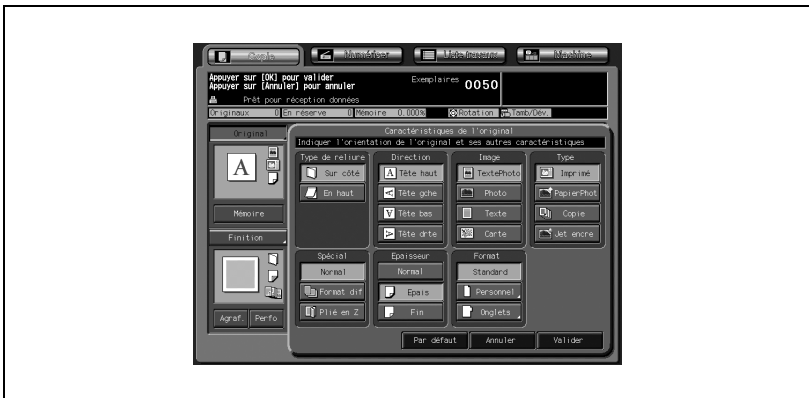 Copie Numériser Liste travaux Machine
Appuyer sur [OK] pour valider
Appuyer sur [Annuler] pour annuler
Exemplaires 0050
Prêt pour réception données
Originaux 0 En réserve 0 Mémoire 0.000% Rotation Tamb/Dév.
Original
A
Mémoire
Finition
Agraf. Perfo
Caractéristiques de l'original
Indiquer l'orientation de l'original et ses autres caractéristiques
Type de reliure Direction Image Type
Sur côté A Tête haut TextePhoto Imprimé
En haut A Tête gche Photo PapierPhot
A Tête bas Texte Copie
A Tête drte Carte Jet encre
Spécial Epaisseur Format
Normal Normal Standard
Format dif Epais Personnel
Plié en Z Fin Onglets
Par défaut Annuler Valider